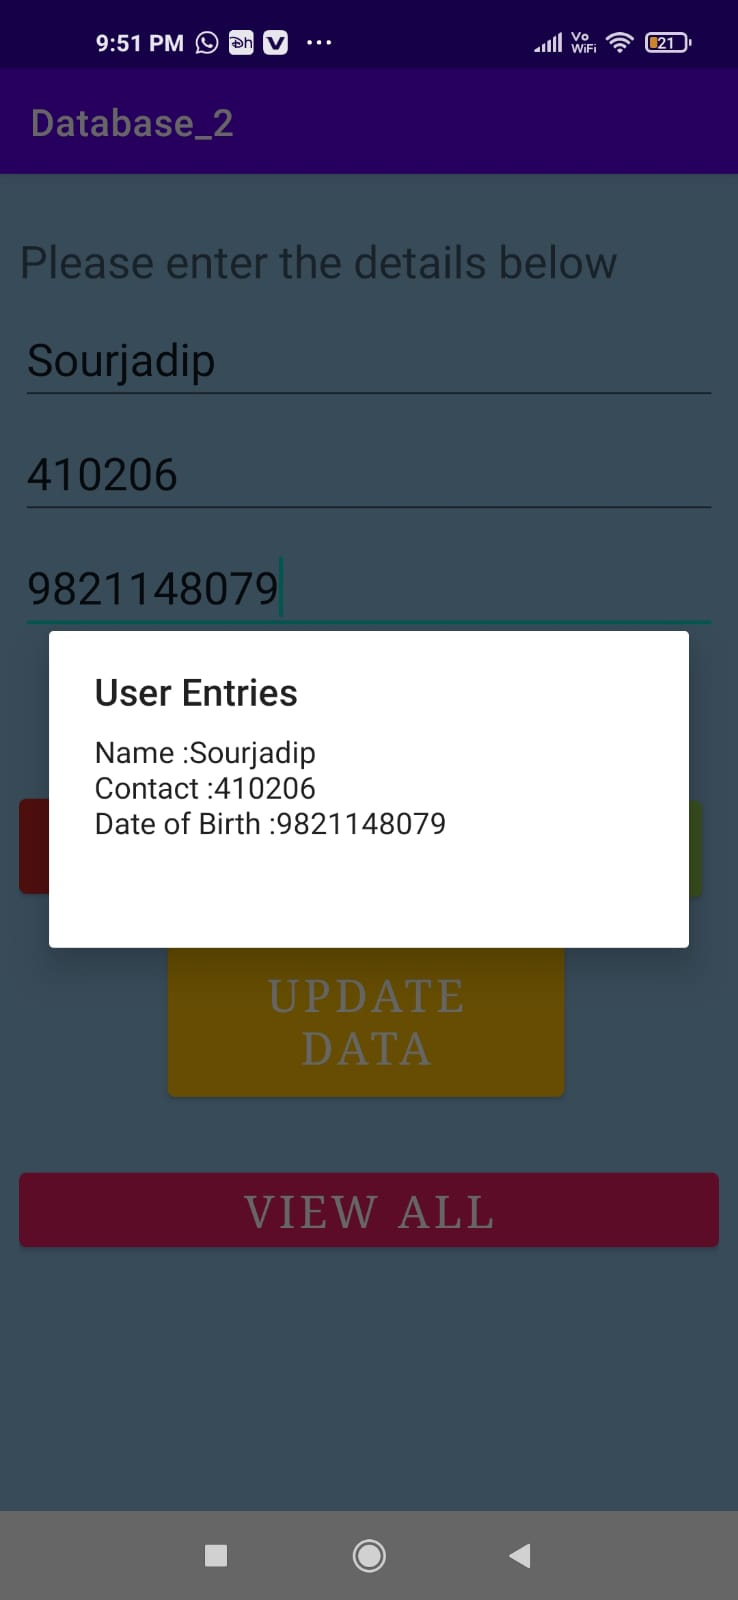 9:51 PM Dh V ... Vo WiFi 21
Database_2
Please enter the details below
Sourjadip
410206
9821148079
User Entries
Name :Sourjadip
Contact :410206
Date of Birth :9821148079
UPDATE
DATA
VIEW ALL